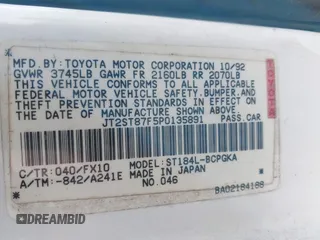 MFD.BY: TOYOTA MOTOR CORPORATION 10/92
GVWR 3745LB GAWR FR 2160LB RR 2070LB
THIS VEHICLE CONFORMS TO ALL APPLICABLE
FEDERAL MOTOR VEHICLE SAFETY,BUMPER,AND
THEFT PREVENTION STANDARDS IN EFFECT ON
THE DATE OF MANUFACTURE SHOWN ABOVE.
JT2ST87F5P0135891 PASS.CAR
C/TR:040/FX10 MODEL:ST184L-BCPGKA
A/TM:-842/A241E MADE IN JAPAN
NO.046
BA02184188
AUTOBIDCAR